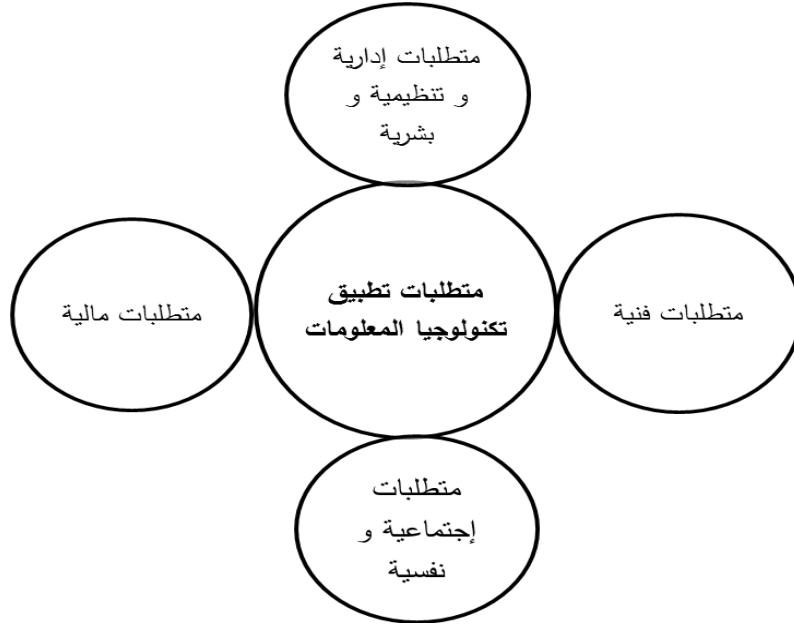 متطلبات إدارية
و تنظيمية و
بشرية
متطلبات فنية
متطلبات تطبيق
تكنولوجيا المعلومات
متطلبات مالية
متطلبات
إجتماعية و
نفسية